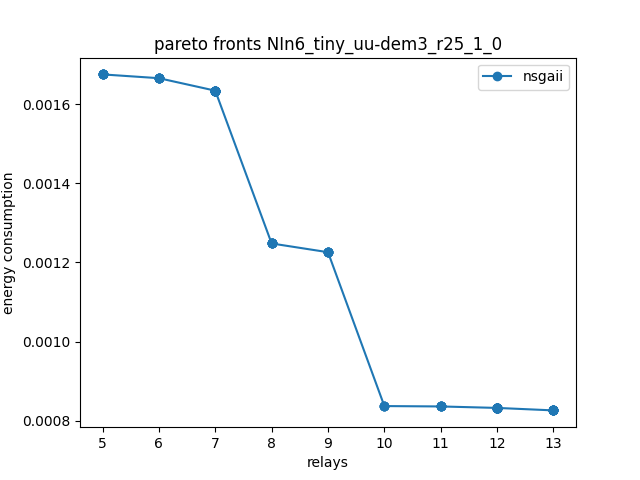 pareto fronts NIn6_tiny_uu-dem3_r25_1_0
nsgaii
energy consumption
0.0016
0.0014
0.0012
0.0010
0.0008
5 6 7 8 9 10 11 12 13
relays